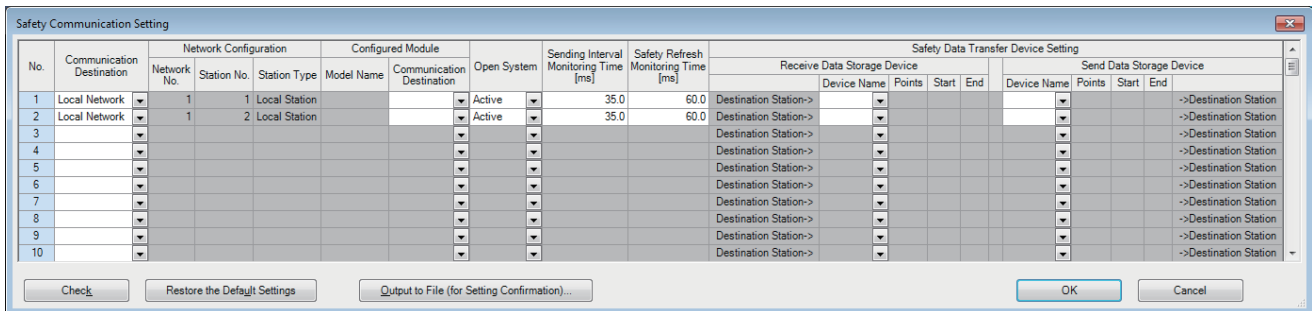 Safety Communication Setting
No. Communication Destination Network Configuration Configured Module Open System Sending Interval Monitoring Time [ms] Safety Refresh Monitoring Time [ms] Safety Data Transfer Device Setting
Network No. Station No. Station Type Model Name Communication Destination Receive Data Storage Device Send Data Storage Device
Device Name Points Start End Device Name Points Start End
1 Local Network 1 1 Local Station Active 35.0 60.0 Destination Station-> ->Destination Station
2 Local Network 1 2 Local Station Active 35.0 60.0 Destination Station-> ->Destination Station
3 Destination Station-> ->Destination Station
4 Destination Station-> ->Destination Station
5 Destination Station-> ->Destination Station
6 Destination Station-> ->Destination Station
7 Destination Station-> ->Destination Station
8 Destination Station-> ->Destination Station
9 Destination Station-> ->Destination Station
10 Destination Station-> ->Destination Station
Check Restore the Default Settings Output to File (for Setting Confirmation)... OK Cancel